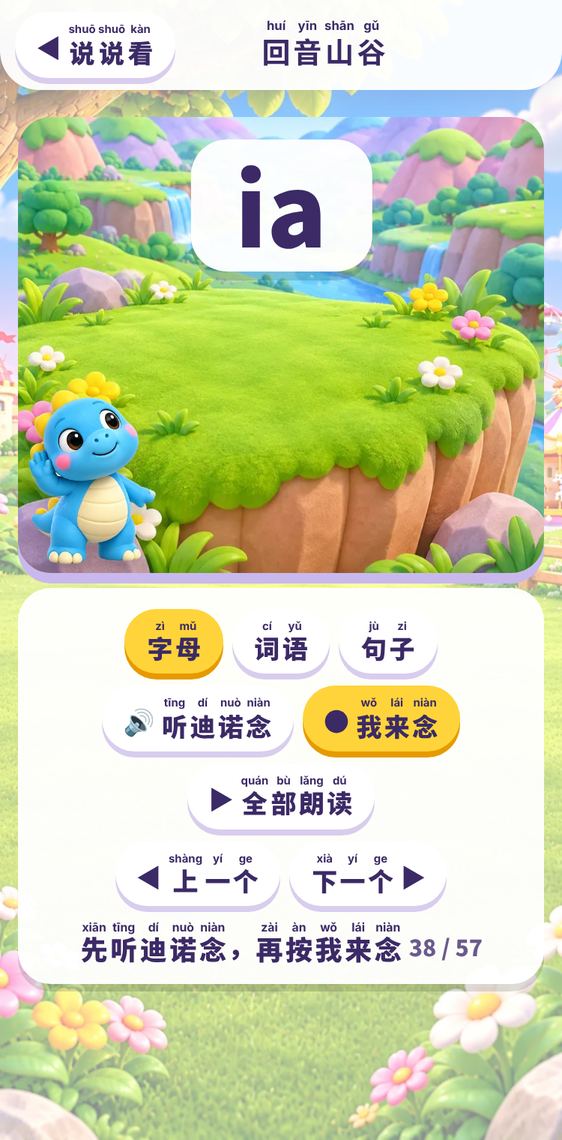 shuō shuō kàn
◀ 说说看
huí yīn shān gǔ
回音山谷
ia
zì mǔ
字母
cí yǔ
词语
jù zi
句子
tīng dí nuò niàn
🔊 听迪诺念
wǒ lái niàn
● 我来念
quán bù lǎng dú
▶ 全部朗读
shàng yí ge
◀ 上一个
xià yí ge
下一个 ▶
xiān tīng dí nuò niàn zài àn wǒ lái niàn
先听迪诺念，再按我来念 38 / 57